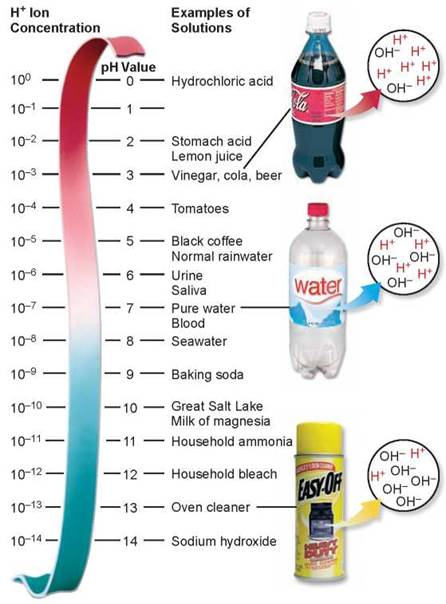 H⁺ Ion
Concentration
Examples of
Solutions
pH Value
10⁰ 0 Hydrochloric acid
10⁻¹ 1
10⁻² 2 Stomach acid
Lemon juice
10⁻³ 3 Vinegar, cola, beer
10⁻⁴ 4 Tomatoes
10⁻⁵ 5 Black coffee
Normal rainwater
10⁻⁶ 6 Urine
Saliva
10⁻⁷ 7 Pure water
Blood
10⁻⁸ 8 Seawater
10⁻⁹ 9 Baking soda
10⁻¹⁰ 10 Great Salt Lake
Milk of magnesia
10⁻¹¹ 11 Household ammonia
10⁻¹² 12 Household bleach
10⁻¹³ 13 Oven cleaner
10⁻¹⁴ 14 Sodium hydroxide
la
H⁺
OH⁻ H⁺
H⁺ H⁺ H⁺
H⁺ H⁺
OH⁻
water
OH⁻
H⁺ OH⁻
OH⁻ H⁺
H⁺ OH⁻
EASY-OFF
HEAVY
DUTY
OH⁻ H⁺
OH⁻
H⁺ OH⁻
OH⁻
OH⁻